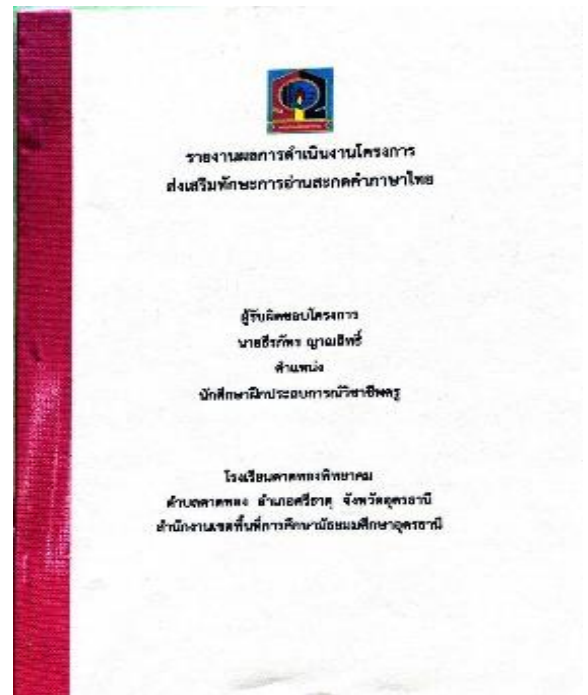 รายงานผลการดำเนินงานโครงการ
ส่งเสริมทักษะการอ่านสะกดคำภาษาไทย
ผู้รับผิดชอบโครงการ
นายธีรภัทร
ตำแหน่ง
นักศึกษาฝึกประสบการณ์วิชาชีพครู
โรงเรียนตาดทองพิทยาคม
ตำบลตาดทอง อำเภอศรีธาตุ จังหวัดอุดรธานี
สำนักงานเขตพื้นที่การศึกษามัธยมศึกษาอุดรธานี